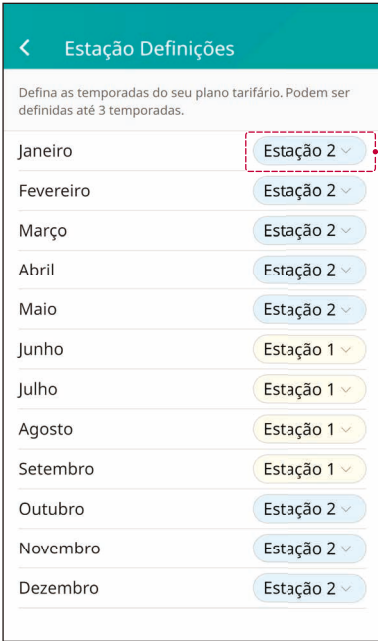 Estação Definições
Defina as temporadas do seu plano tarifário. Podem ser
definidas até 3 temporadas.
Janeiro Estação 2
Fevereiro Estação 2
Março Estação 2
Abril Estação 2
Maio Estação 2
Junho Estação 1
Julho Estação 1
Agosto Estação 1
Setembro Estação 1
Outubro Estação 2
Novembro Estação 2
Dezembro Estação 2